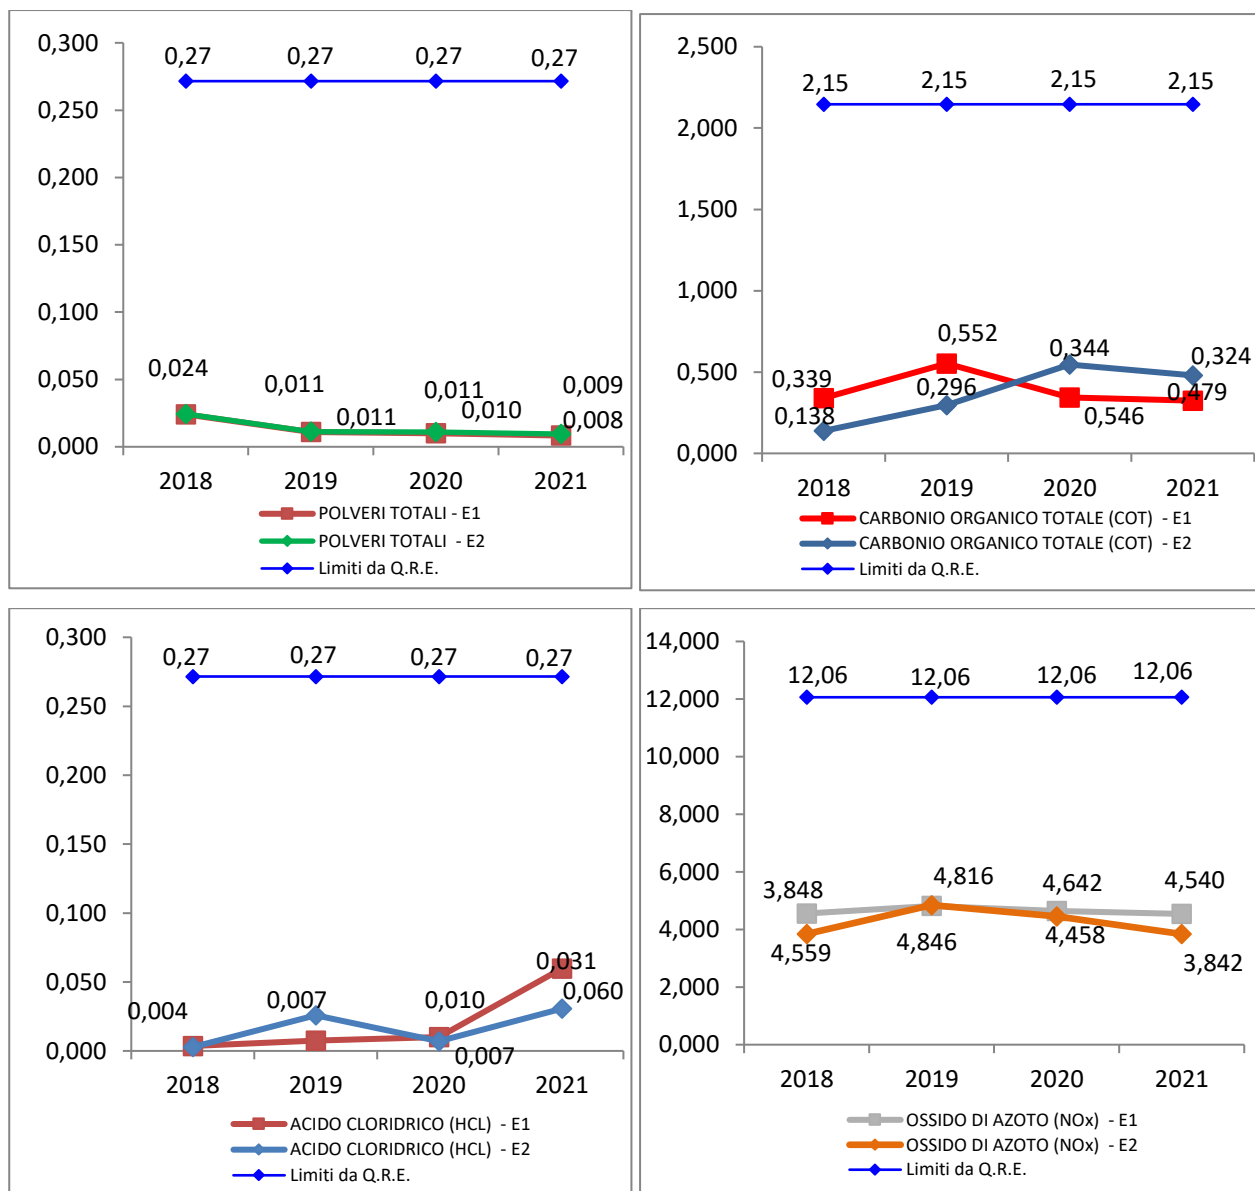 0,300
0,250
0,200
0,150
0,100
0,050
0,000
0,27 0,27 0,27 0,27
0,024 0,011 0,011 0,009
0,011 0,010 0,008
2018 2019 2020 2021
POLVERI TOTALI - E1
POLVERI TOTALI - E2
Limiti da Q.R.E.
2,500
2,000
1,500
1,000
0,500
0,000
2,15 2,15 2,15 2,15
0,339 0,552 0,344 0,324
0,138 0,296 0,546 0,479
2018 2019 2020 2021
CARBONIO ORGANICO TOTALE (COT) - E1
CARBONIO ORGANICO TOTALE (COT) - E2
Limiti da Q.R.E.
0,300
0,250
0,200
0,150
0,100
0,050
0,000
0,27 0,27 0,27 0,27
0,004 0,007 0,010 0,031
0,007 0,060
2018 2019 2020 2021
ACIDO CLORIDRICO (HCL) - E1
ACIDO CLORIDRICO (HCL) - E2
Limiti da Q.R.E.
14,000
12,000
10,000
8,000
6,000
4,000
2,000
0,000
12,06 12,06 12,06 12,06
3,848 4,816 4,642 4,540
4,559 4,846 4,458 3,842
2018 2019 2020 2021
OSSIDO DI AZOTO (NOx) - E1
OSSIDO DI AZOTO (NOx) - E2
Limiti da Q.R.E.